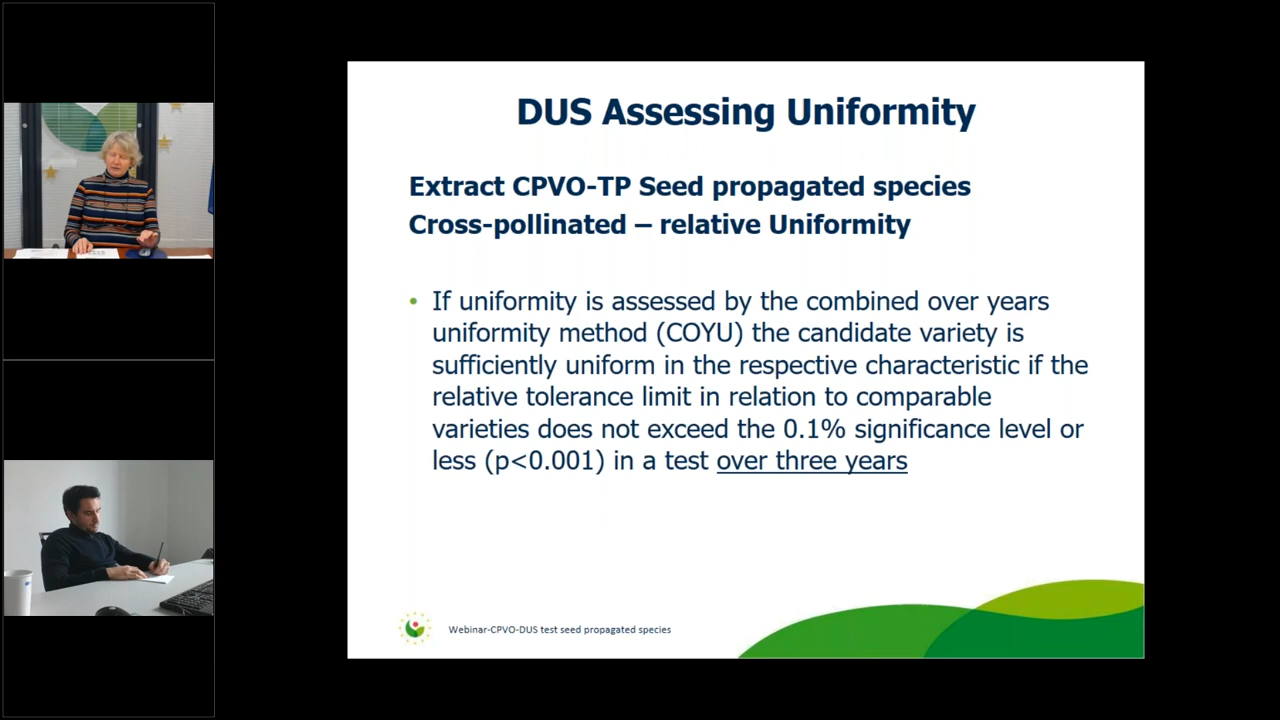 DUS Assessing Uniformity
Extract CPVO-TP Seed propagated species
Cross-pollinated – relative Uniformity
• If uniformity is assessed by the combined over years
uniformity method (COYU) the candidate variety is
sufficiently uniform in the respective characteristic if the
relative tolerance limit in relation to comparable
varieties does not exceed the 0.1% significance level or
less (p<0.001) in a test over three years
Webinar-CPVO-DUS test seed propagated species